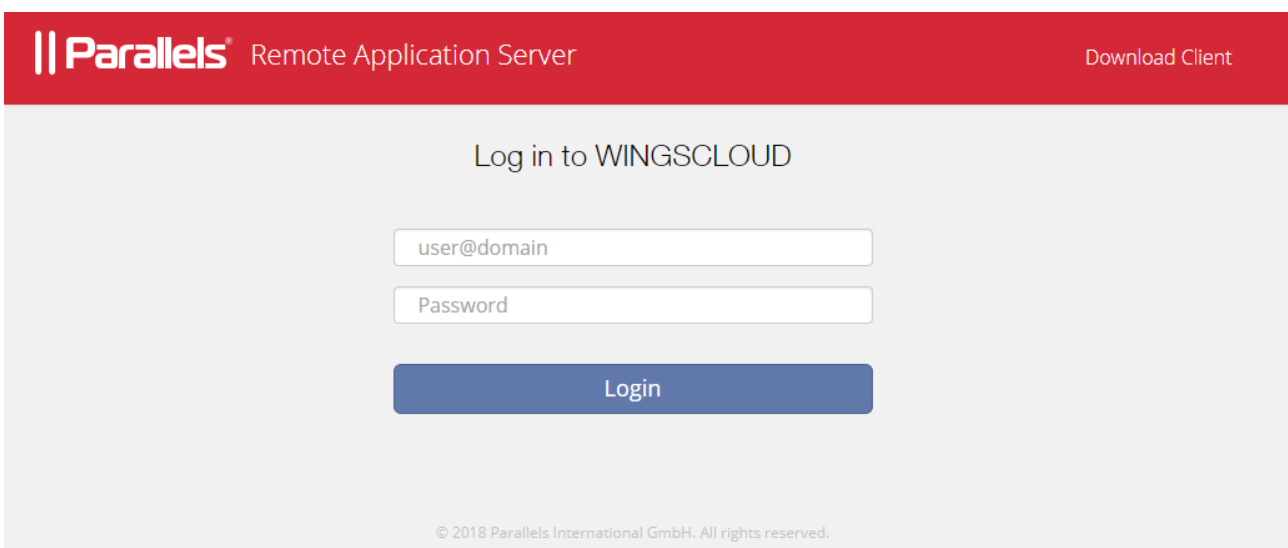 Parallels® Remote Application Server
Download Client
Log in to WINGSCLOUD
user@domain
Password
Login
© 2018 Parallels International GmbH. All rights reserved.